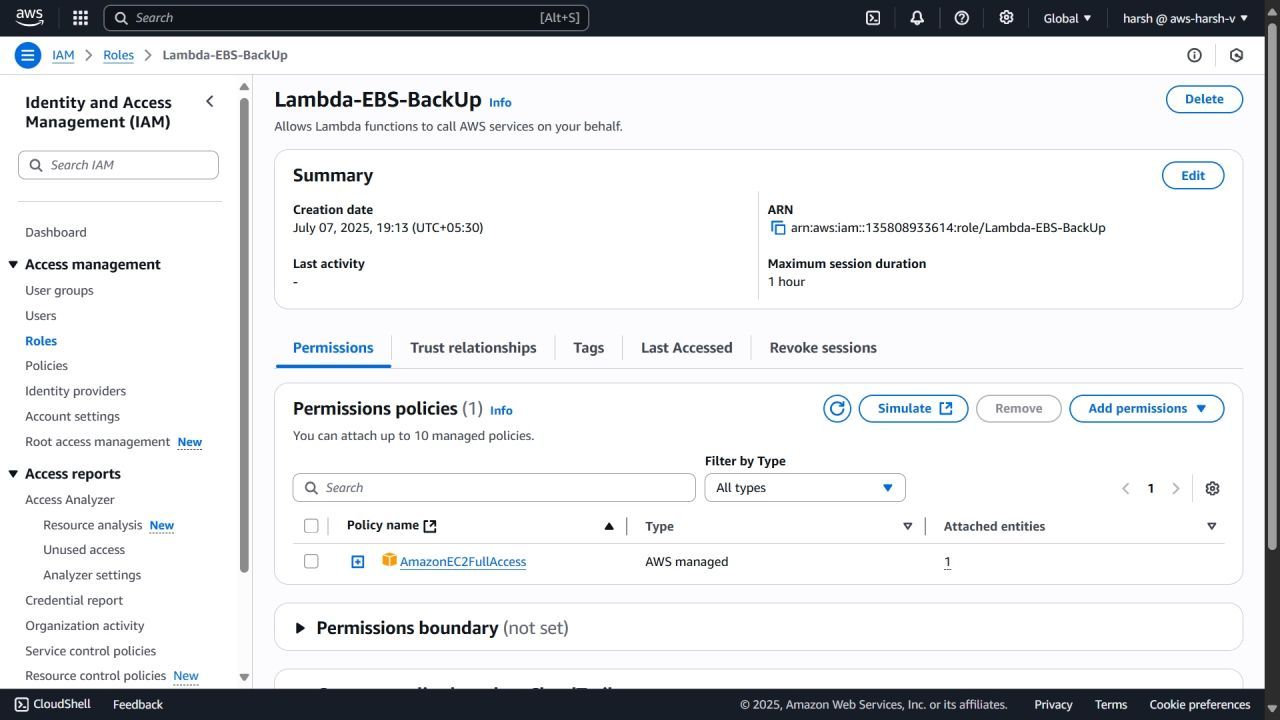 aws
Search
[Alt+S]
Global
harsh @ aws-harsh-v
IAM
Roles
Lambda-EBS-BackUp
Identity and Access
Management (IAM)
Search IAM
Dashboard
Access management
User groups
Users
Roles
Policies
Identity providers
Account settings
Root access management New
Access reports
Access Analyzer
Resource analysis New
Unused access
Analyzer settings
Credential report
Organization activity
Service control policies
Resource control policies New
Lambda-EBS-BackUp Info
Delete
Allows Lambda functions to call AWS services on your behalf.
Summary
Edit
Creation date
July 07, 2025, 19:13 (UTC+05:30)
ARN
arn:aws:iam::135808933614:role/Lambda-EBS-BackUp
Last activity
-
Maximum session duration
1 hour
Permissions
Trust relationships
Tags
Last Accessed
Revoke sessions
Permissions policies (1) Info
Simulate
Remove
Add permissions
You can attach up to 10 managed policies.
Filter by Type
Search
All types
1
Policy name
Type
Attached entities
AmazonEC2FullAccess
AWS managed
1
Permissions boundary (not set)
CloudShell
Feedback
© 2025, Amazon Web Services, Inc. or its affiliates.
Privacy
Terms
Cookie preferences